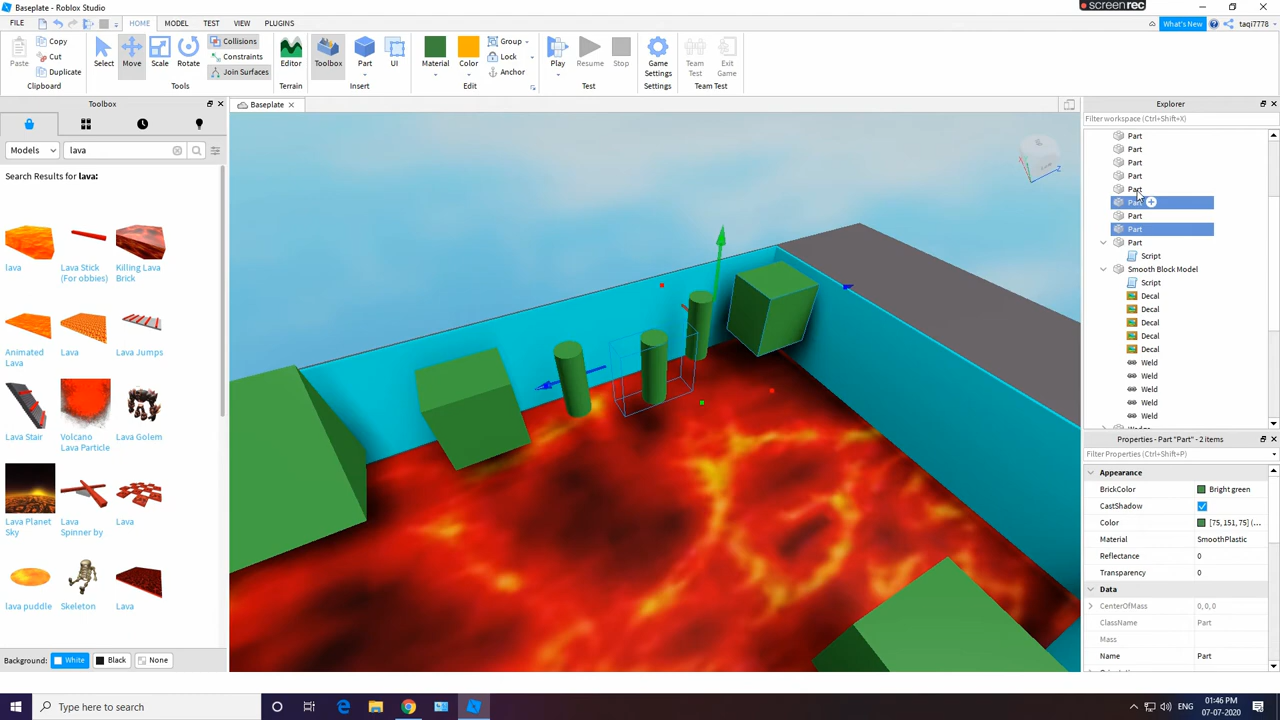 SCREENREC
Baseplate - Roblox Studio
FILE HOME MODEL TEST VIEW PLUGINS
What's New taqi7778
Paste Copy Cut Duplicate Clipboard
Select Move Scale Rotate Tools
Collisions Constraints Join Surfaces
Editor Terrain
Toolbox Part UI Insert
Material Color Group Lock Anchor Edit
Play Resume Stop Test
Game Settings Settings
Team Test Exit Game Team Test
Toolbox
Baseplate
Explorer
Filter workspace (Ctrl+Shift+X)
Models lava
Search Results for lava:
lava
Lava Stick (For obbies)
Killing Lava Brick
Animated Lava
Lava
Lava Jumps
Lava Stair
Volcano Lava Particle
Lava Golem
Lava Planet Sky
Lava Spinner by
Lava
lava puddle
Skeleton
Lava
Background: White Black None
Part
Part
Part
Part
Part
Part
Part
Part
Part
Script
Smooth Block Model
Script
Decal
Decal
Decal
Decal
Decal
Weld
Weld
Weld
Weld
Weld
Properties - Part "Part" - 2 items
Filter Properties (Ctrl+Shift+P)
Appearance
BrickColor Bright green
CastShadow
Color [75, 151, 75] (...
Material SmoothPlastic
Reflectance 0
Transparency 0
Data
CenterOfMass 0, 0, 0
ClassName Part
Mass
Name Part
Type here to search
ENG
01:46 PM
07-07-2020